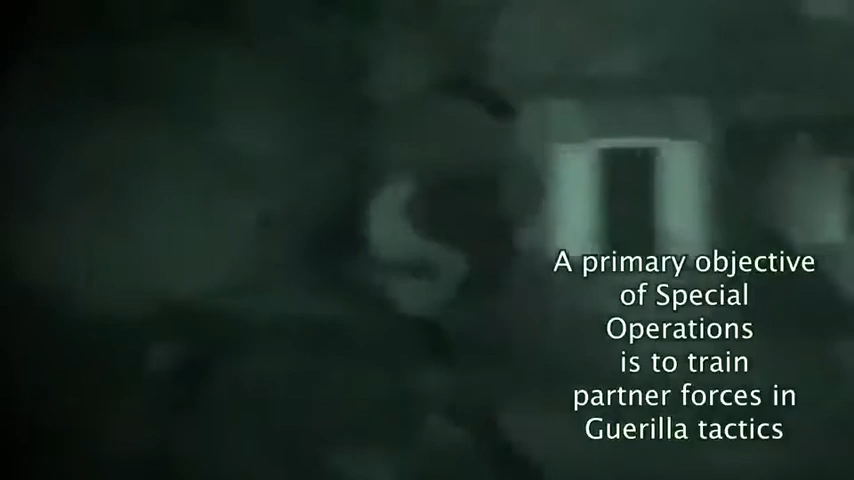 A primary objective
of Special
Operations
is to train
partner forces in
Guerilla tactics